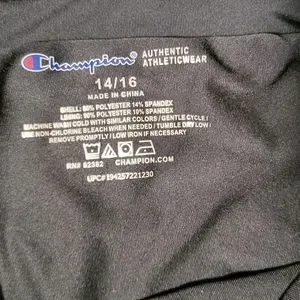 Champion AUTHENTIC
ATHLETICWEAR
14/16
MADE IN CHINA
SHELL: 86% POLYESTER 14% SPANDEX
LINING: 90% POLYESTER 10% SPANDEX
MACHINE WASH COLD WITH SIMILAR COLORS / GENTLE CYCLE /
NON-CHLORINE BLEACH WHEN NEEDED / TUMBLE DRY LOW /
REMOVE PROMPTLY / LOW IRON IF NECESSARY
RN# 82382 CHAMPION.COM
UPC# 194257221230